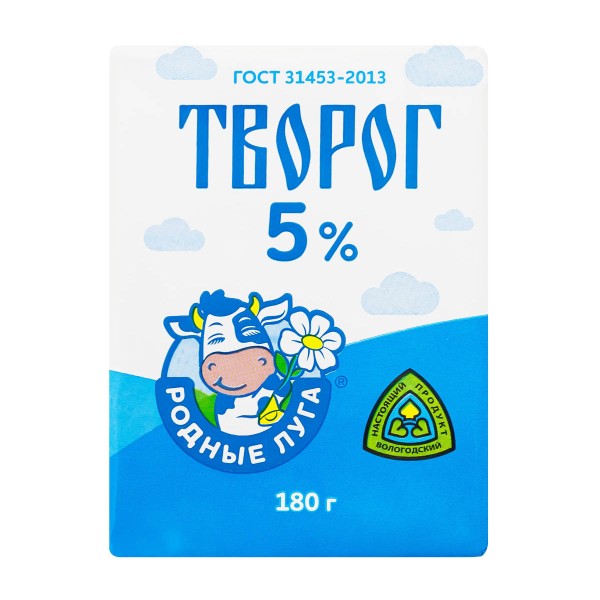 ГОСТ 31453-2013
ТВОРОГ
5%
РОДНЫЕ ЛУГА
®
НАСТОЯЩИЙ ПРОДУКТ
ВОЛОГОДСКИЙ
180 г